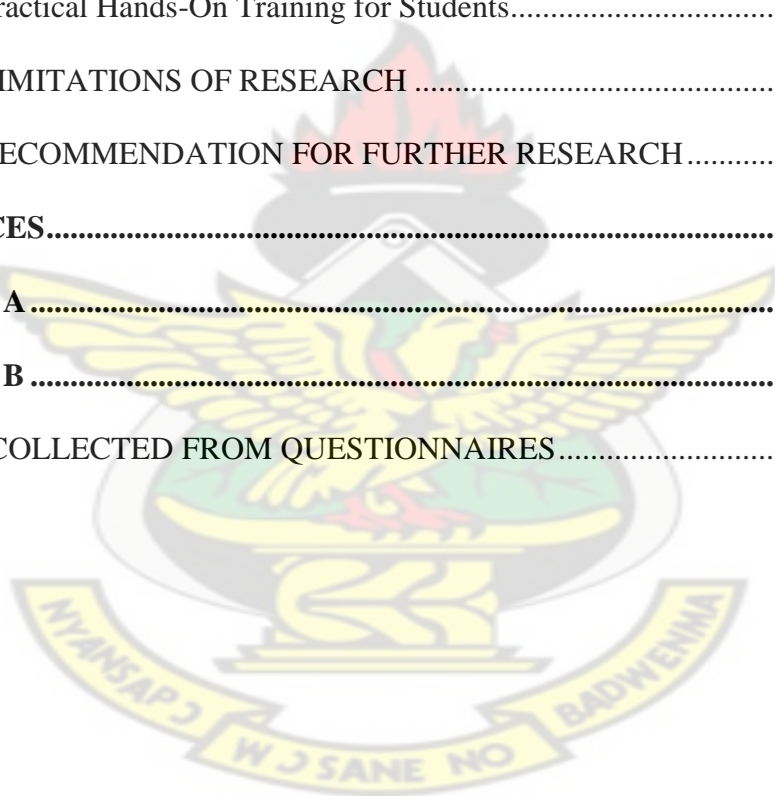 ractical Hands-On Training for Students..........................................
IMITATIONS OF RESEARCH ..........................................................
ECOMMENDATION FOR FURTHER RESEARCH...........
CES...............................................................................................
A ...............................................................................................
B ...............................................................................................
COLLECTED FROM QUESTIONNAIRES...................................
NYANSAPƆ WƆSANE NO BADWENMA